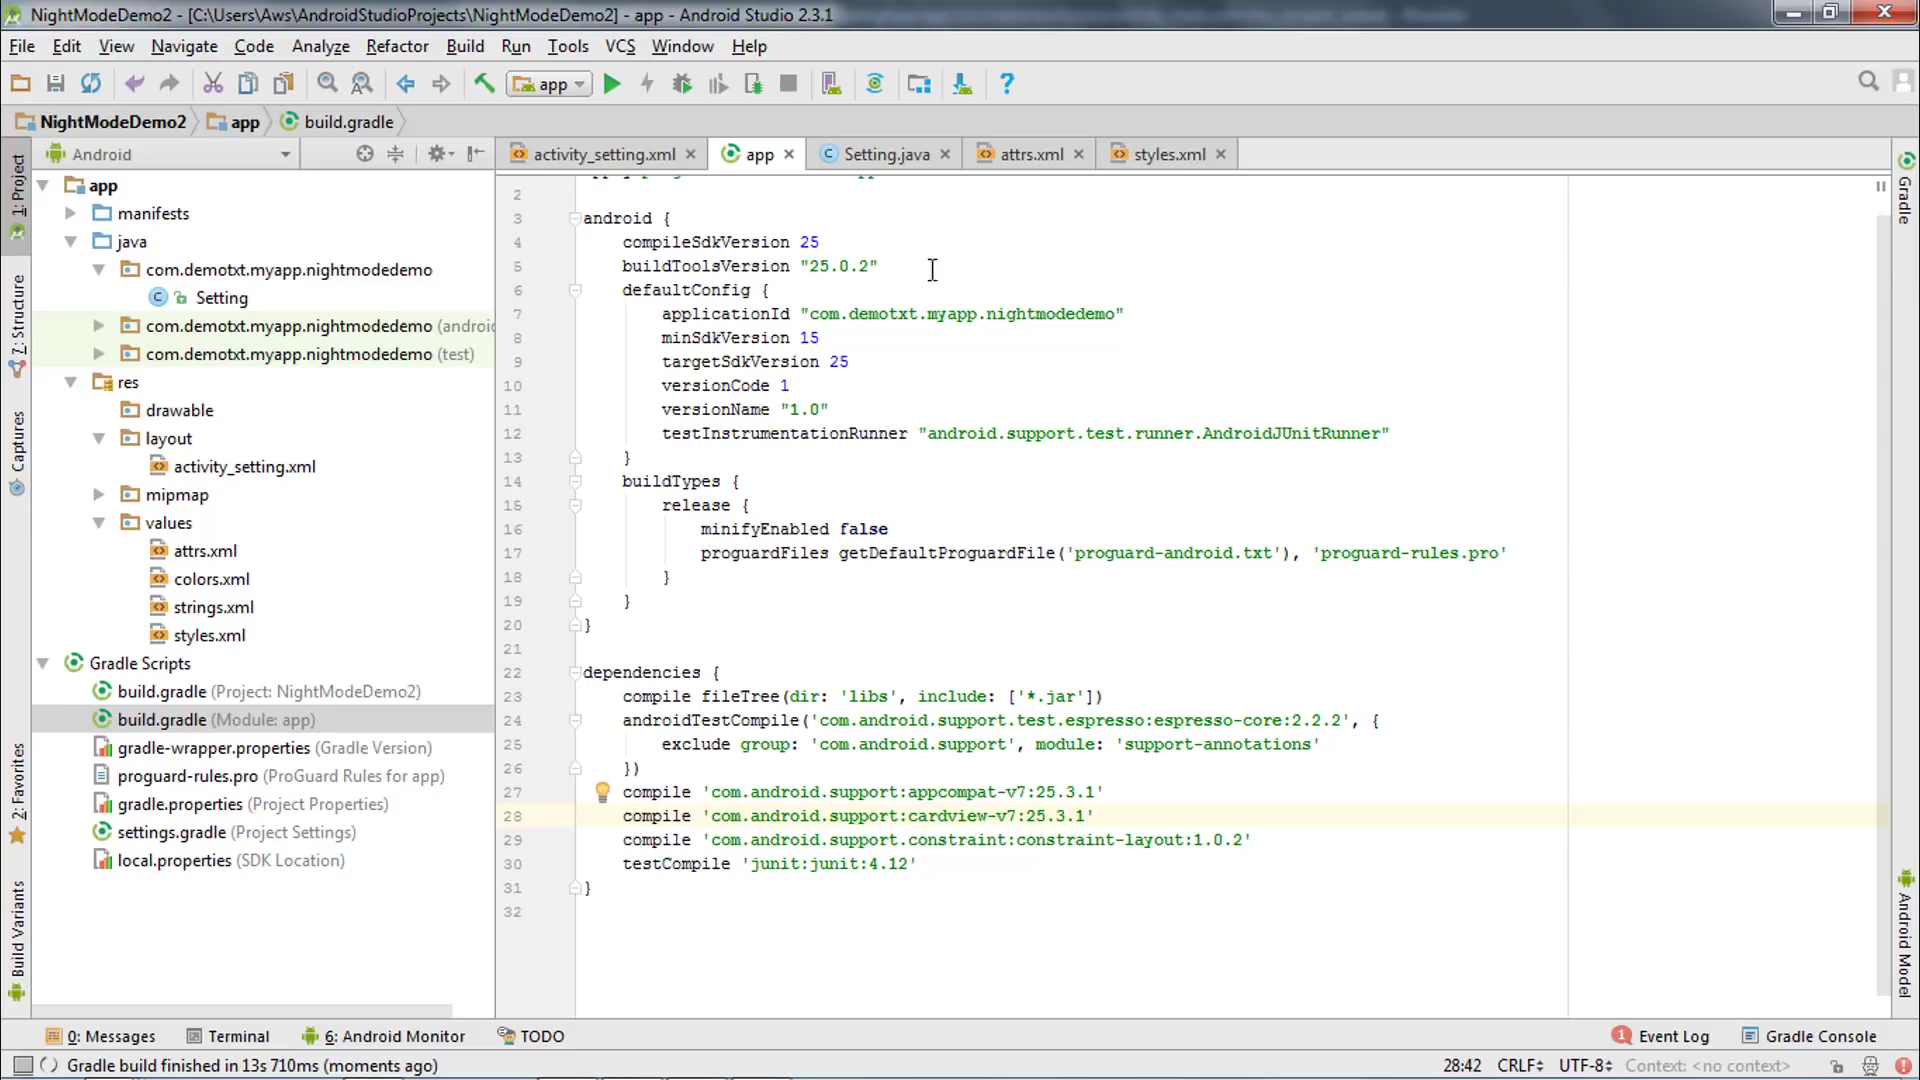 NightModeDemo2 - [C:\Users\Aws\AndroidStudioProjects\NightModeDemo2] - app - Android Studio 2.3.1
File Edit View Navigate Code Analyze Refactor Build Run Tools VCS Window Help
app
NightModeDemo2 app build.gradle
Android
activity_setting.xml app Setting.java attrs.xml styles.xml
1: Project
7: Structure
Captures
2: Favorites
Build Variants
app
manifests
java
com.demotxt.myapp.nightmodedemo
Setting
com.demotxt.myapp.nightmodedemo (androi
com.demotxt.myapp.nightmodedemo (test)
res
drawable
layout
activity_setting.xml
mipmap
values
attrs.xml
colors.xml
strings.xml
styles.xml
Gradle Scripts
build.gradle (Project: NightModeDemo2)
build.gradle (Module: app)
gradle-wrapper.properties (Gradle Version)
proguard-rules.pro (ProGuard Rules for app)
gradle.properties (Project Properties)
settings.gradle (Project Settings)
local.properties (SDK Location)
2
3 android {
4 compileSdkVersion 25
5 buildToolsVersion "25.0.2"
6 defaultConfig {
7 applicationId "com.demotxt.myapp.nightmodedemo"
8 minSdkVersion 15
9 targetSdkVersion 25
10 versionCode 1
11 versionName "1.0"
12 testInstrumentationRunner "android.support.test.runner.AndroidJUnitRunner"
13 }
14 buildTypes {
15 release {
16 minifyEnabled false
17 proguardFiles getDefaultProguardFile('proguard-android.txt'), 'proguard-rules.pro'
18 }
19 }
20 }
21
22 dependencies {
23 compile fileTree(dir: 'libs', include: ['*.jar'])
24 androidTestCompile('com.android.support.test.espresso:espresso-core:2.2.2', {
25 exclude group: 'com.android.support', module: 'support-annotations'
26 })
27 compile 'com.android.support:appcompat-v7:25.3.1'
28 compile 'com.android.support:cardview-v7:25.3.1'
29 compile 'com.android.support.constraint:constraint-layout:1.0.2'
30 testCompile 'junit:junit:4.12'
31 }
32
Gradle
Android Model
0: Messages Terminal 6: Android Monitor TODO 1 Event Log Gradle Console
Gradle build finished in 13s 710ms (moments ago) 28:42 CRLF UTF-8 Context: <no context>